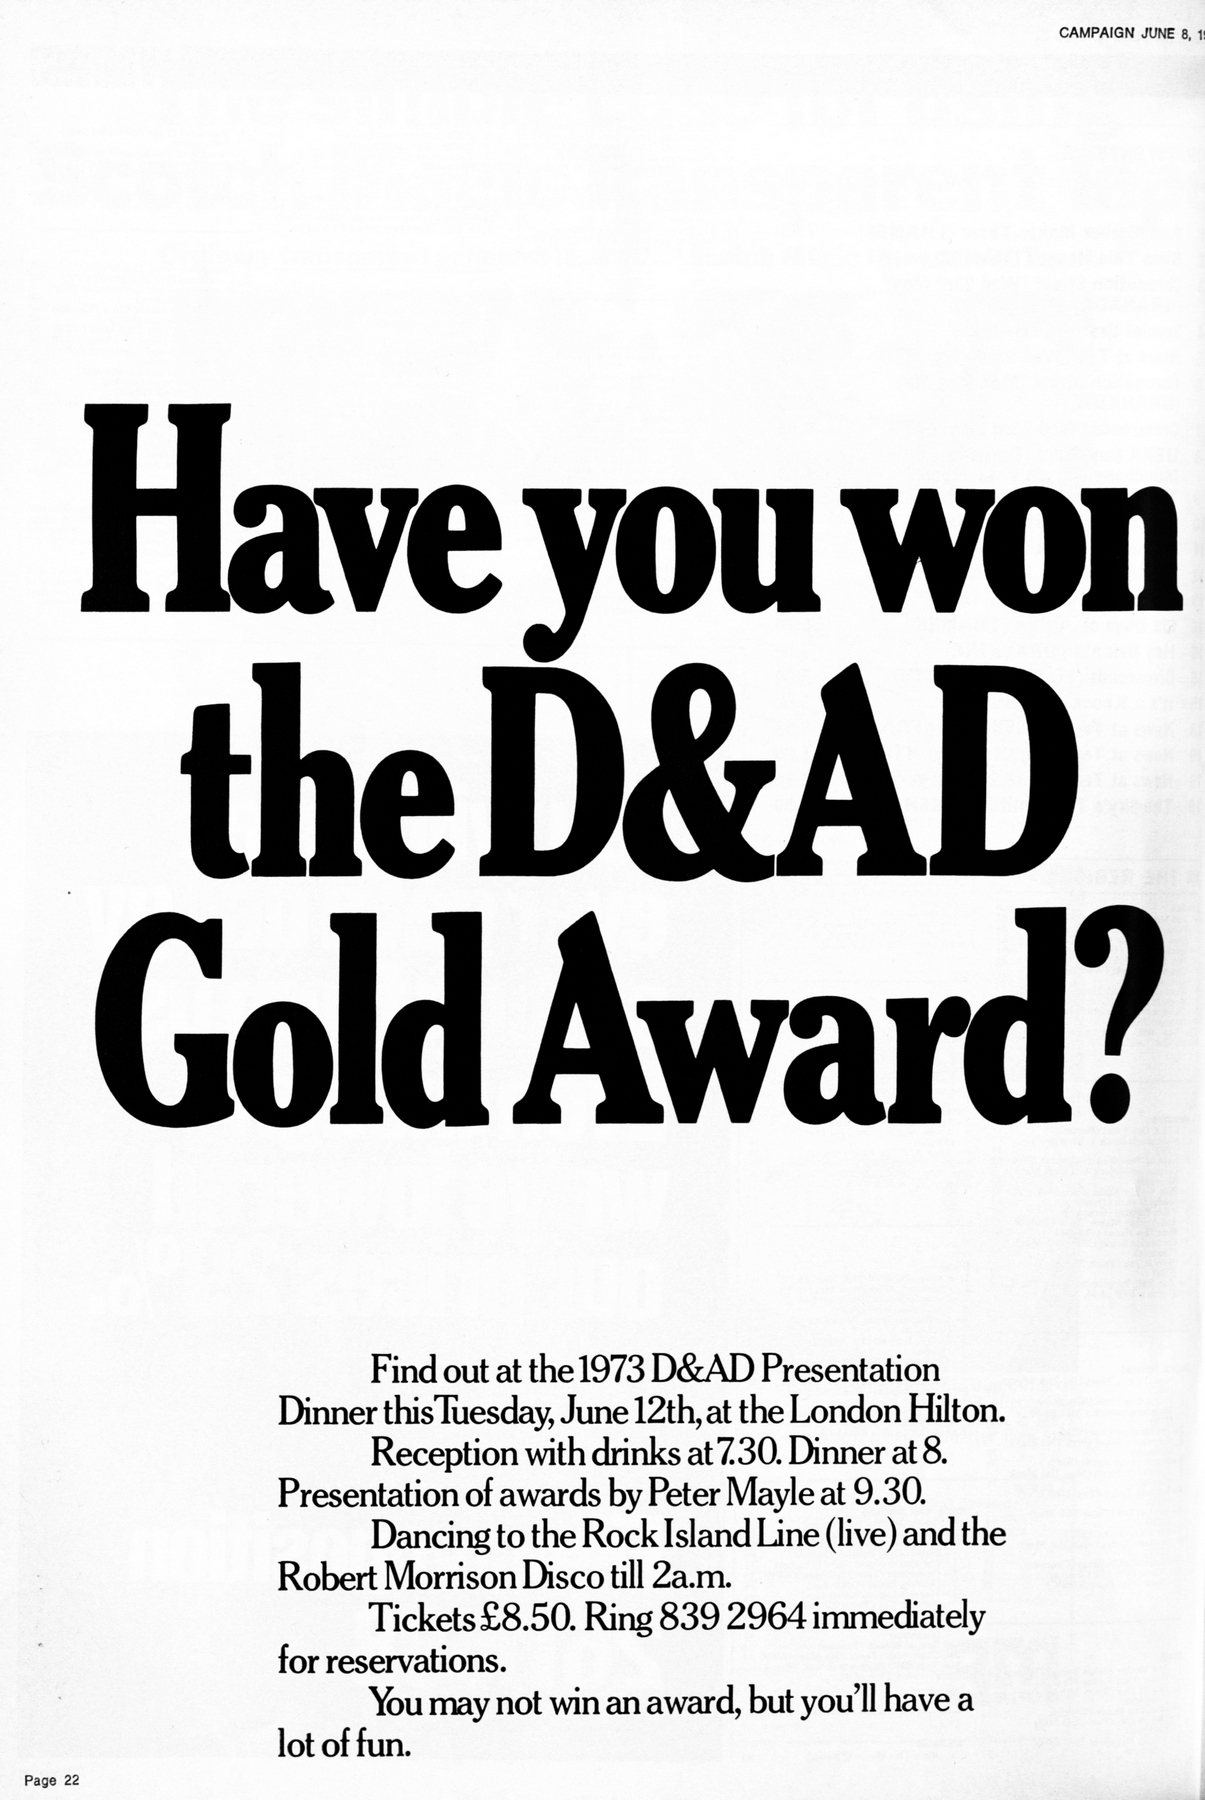 CAMPAIGN JUNE 8, 19
Have you won
the D&AD
Gold Award?
Find out at the 1973 D&AD Presentation
Dinner this Tuesday, June 12th, at the London Hilton.
Reception with drinks at 7.30. Dinner at 8.
Presentation of awards by Peter Mayle at 9.30.
Dancing to the Rock Island Line (live) and the
Robert Morrison Disco till 2a.m.
Tickets £8.50. Ring 839 2964 immediately
for reservations.
You may not win an award, but you'll have a
lot of fun.
Page 22